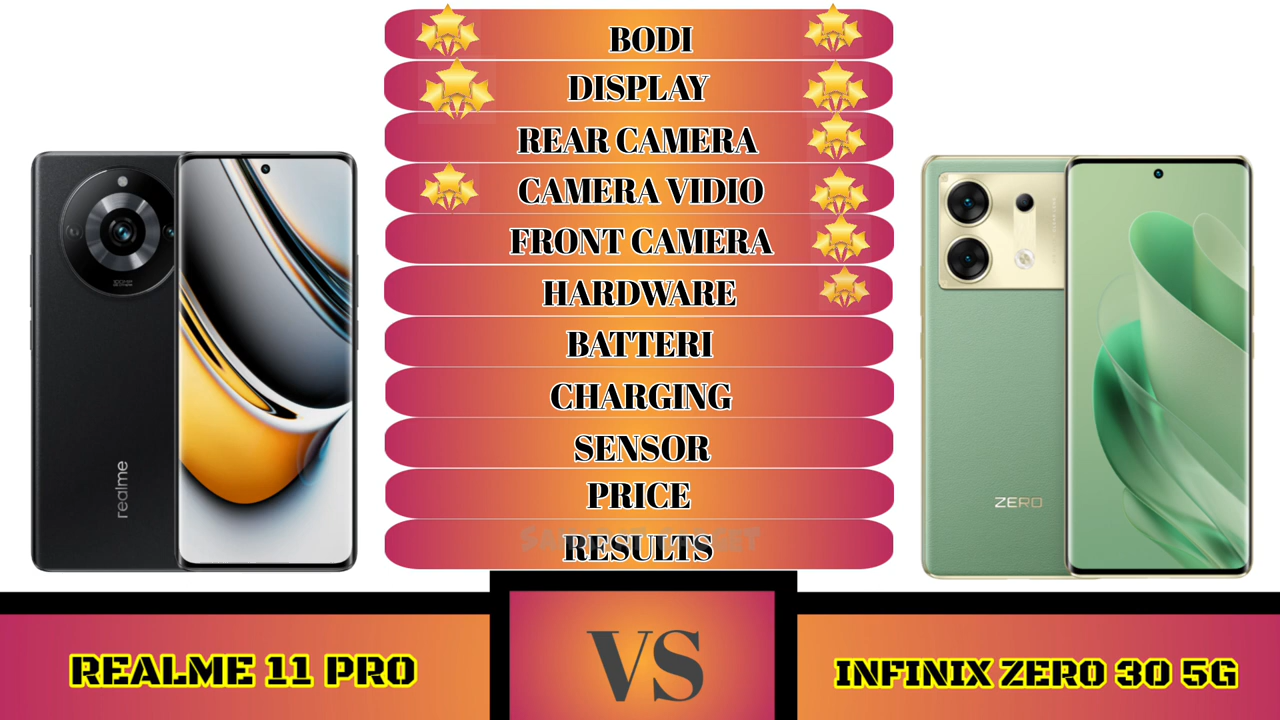 BODI
DISPLAY
REAR CAMERA
CAMERA VIDIO
FRONT CAMERA
HARDWARE
BATTERI
CHARGING
SENSOR
PRICE
RESULTS
realme
ZERO
VS
REALME 11 PRO
INFINIX ZERO 30 5G